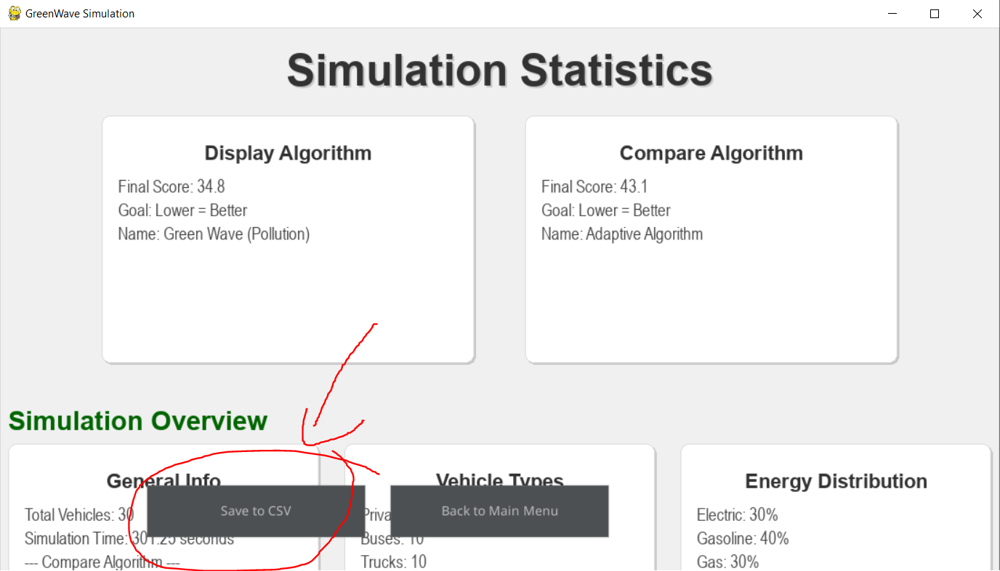 GreenWave Simulation
Simulation Statistics
Display Algorithm
Final Score: 34.8
Goal: Lower = Better
Name: Green Wave (Pollution)
Compare Algorithm
Final Score: 43.1
Goal: Lower = Better
Name: Adaptive Algorithm
Simulation Overview
General Info
Total Vehicles: 30
Simulation Time: 301.25 seconds
--- Compare Algorithm ---
Save to CSV
Vehicle Types
Buses: 10
Trucks: 10
Back to Main Menu
Energy Distribution
Electric: 30%
Gasoline: 40%
Gas: 30%